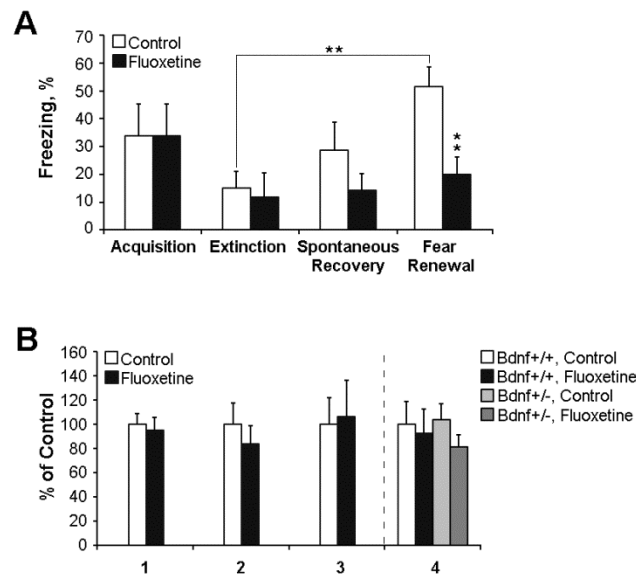 A
70
60
50
40
30
20
10
0
Freezing, %
Control
Fluoxetine
**
**
Acquisition
Extinction
Spontaneous
Recovery
Fear
Renewal
B
160
140
120
100
80
60
40
20
0
% of Control
Control
Fluoxetine
Bdnf+/+, Control
Bdnf+/+, Fluoxetine
Bdnf+/-, Control
Bdnf+/-, Fluoxetine
1
2
3
4